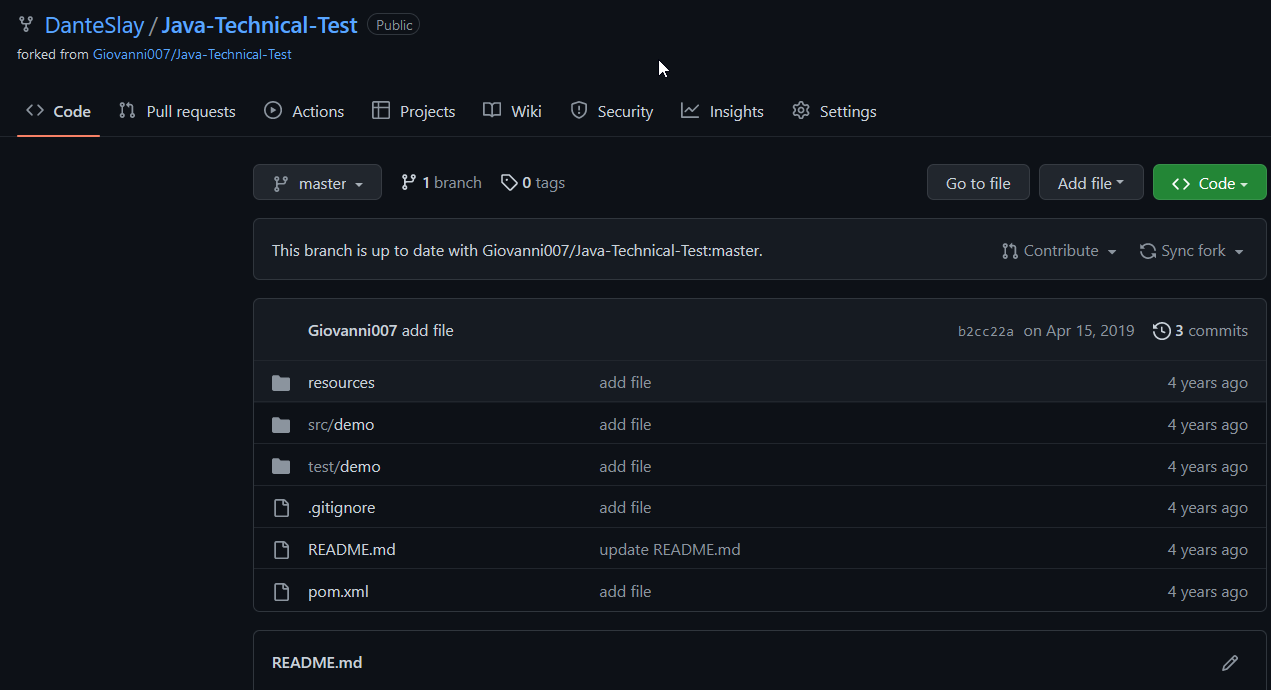 DanteSlay / Java-Technical-Test Public
forked from Giovanni007/Java-Technical-Test
Code Pull requests Actions Projects Wiki Security Insights Settings
master 1 branch 0 tags Go to file Add file Code
This branch is up to date with Giovanni007/Java-Technical-Test:master. Contribute Sync fork
Giovanni007 add file b2cc22a on Apr 15, 2019 3 commits
resources add file 4 years ago
src/demo add file 4 years ago
test/demo add file 4 years ago
.gitignore add file 4 years ago
README.md update README.md 4 years ago
pom.xml add file 4 years ago
README.md